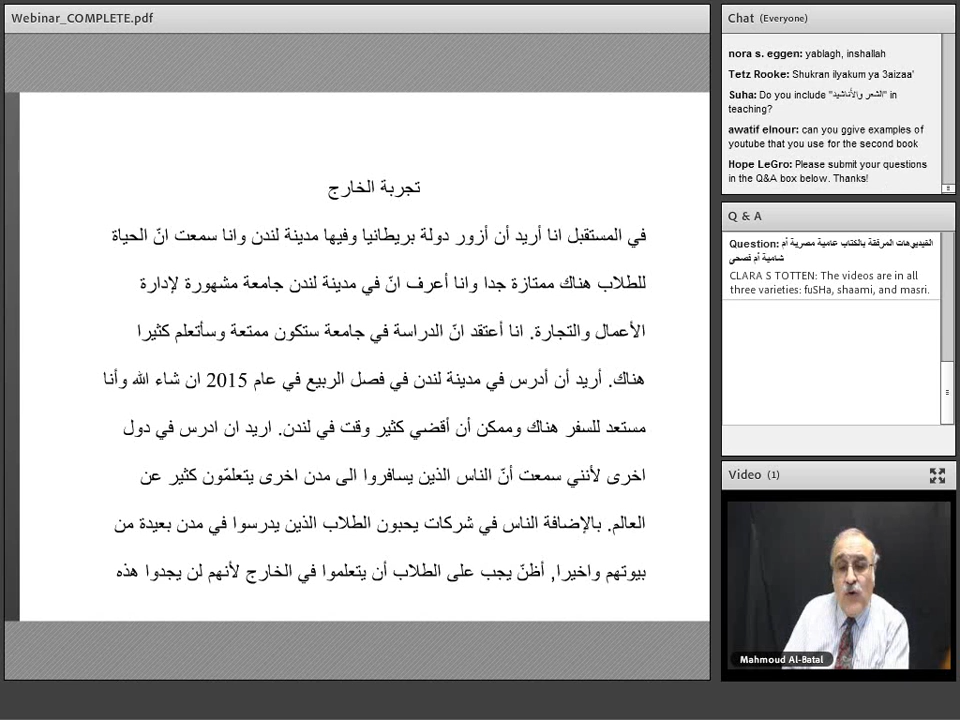 Webinar_COMPLETE.pdf
تجربة الخارج
في المستقبل انا أريد أن أزور دولة بريطانيا وفيها مدينة لندن وانا سمعت انّ الحياة
للطلاب هناك ممتازة جدا وانا أعرف انّ في مدينة لندن جامعة مشهورة لإدارة
الأعمال والتجارة. انا أعتقد انّ الدراسة في جامعة ستكون ممتعة وسأتعلم كثيرا
هناك. أريد أن أدرس في مدينة لندن في فصل الربيع في عام 2015 ان شاء الله وأنا
مستعد للسفر هناك وممكن أن أقضي كثير وقت في لندن. اريد ان ادرس في دول
اخرى لأنني سمعت أنّ الناس الذين يسافروا الى مدن اخرى يتعلمّون كثير عن
العالم. بالإضافة الناس في شركات يحبون الطلاب الذين يدرسوا في مدن بعيدة من
بيوتهم واخيرا, أظنّ يجب على الطلاب أن يتعلموا في الخارج لأنهم لن يجدوا هذه
Chat (Everyone)
nora s. eggen: yablagh, inshallah
Tetz Rooke: Shukran ilyakum ya 3aizaa'
Suha: Do you include "الشعر والأناشيد" in
teaching?
awatif elnour: can you ggive examples of
youtube that you use for the second book
Hope LeGro: Please submit your questions
in the Q&A box below. Thanks!
Q & A
Question: الفيديوهات المرفقة بالكتاب عامية مصرية أم
شامية أم فصحى
CLARA S TOTTEN: The videos are in all
three varieties: fuSHa, shaami, and masri.
Video (1)
Mahmoud Al-Batal